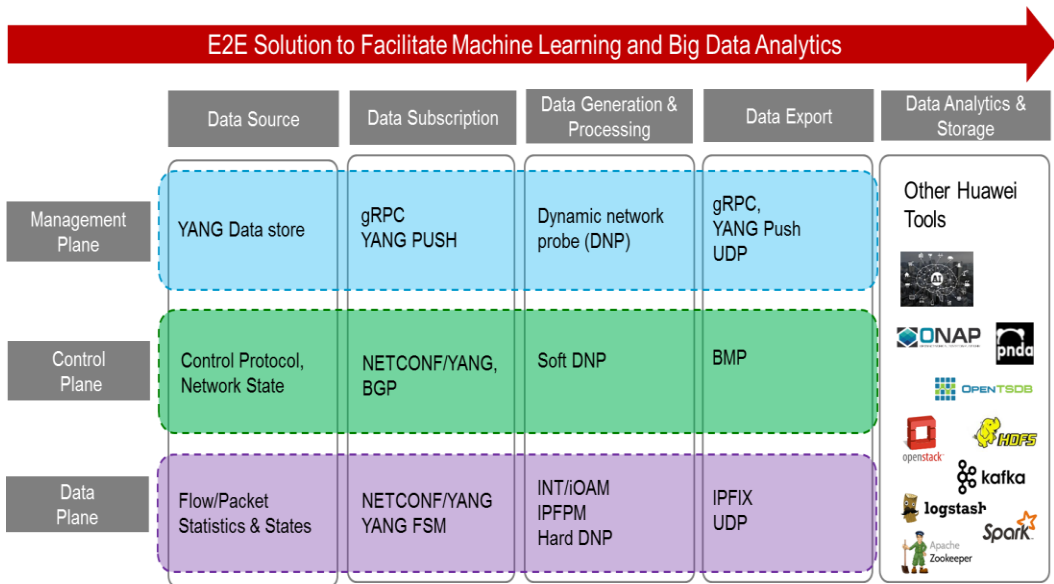 E2E Solution to Facilitate Machine Learning and Big Data Analytics
Data Source
Data Subscription
Data Generation &
Processing
Data Export
Data Analytics &
Storage
Management
Plane
YANG Data store
gRPC
YANG PUSH
Dynamic network
probe (DNP)
gRPC,
YANG Push
UDP
Control
Plane
Control Protocol,
Network State
NETCONF/YANG,
BGP
Soft DNP
BMP
Data
Plane
Flow/Packet
Statistics & States
NETCONF/YANG
YANG FSM
INT/iOAM
IPFPM
Hard DNP
IPFIX
UDP
Other Huawei
Tools
AI
ONAP
pnda
OPENTSDB
openstack
HDFS
kafka
logstash
Spark
Apache
Zookeeper